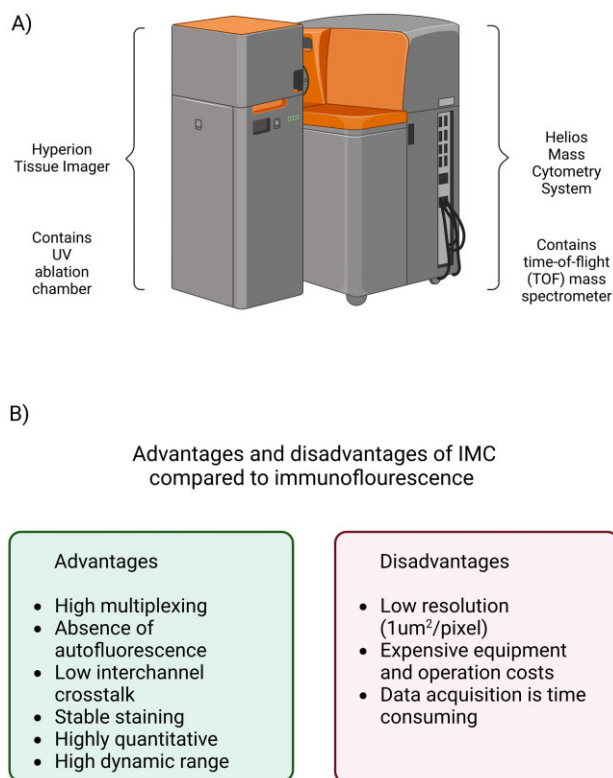 A)
Hyperion
Tissue Imager
Contains
UV
ablation
chamber
Helios
Mass
Cytometry
System
Contains
time-of-flight
(TOF) mass
spectrometer
B)
Advantages and disadvantages of IMC
compared to immunoflourescence
Advantages
• High multiplexing
• Absence of
autofluorescence
• Low interchannel
crosstalk
• Stable staining
• Highly quantitative
• High dynamic range
Disadvantages
• Low resolution
(1um²/pixel)
• Expensive equipment
and operation costs
• Data acquisition is time
consuming